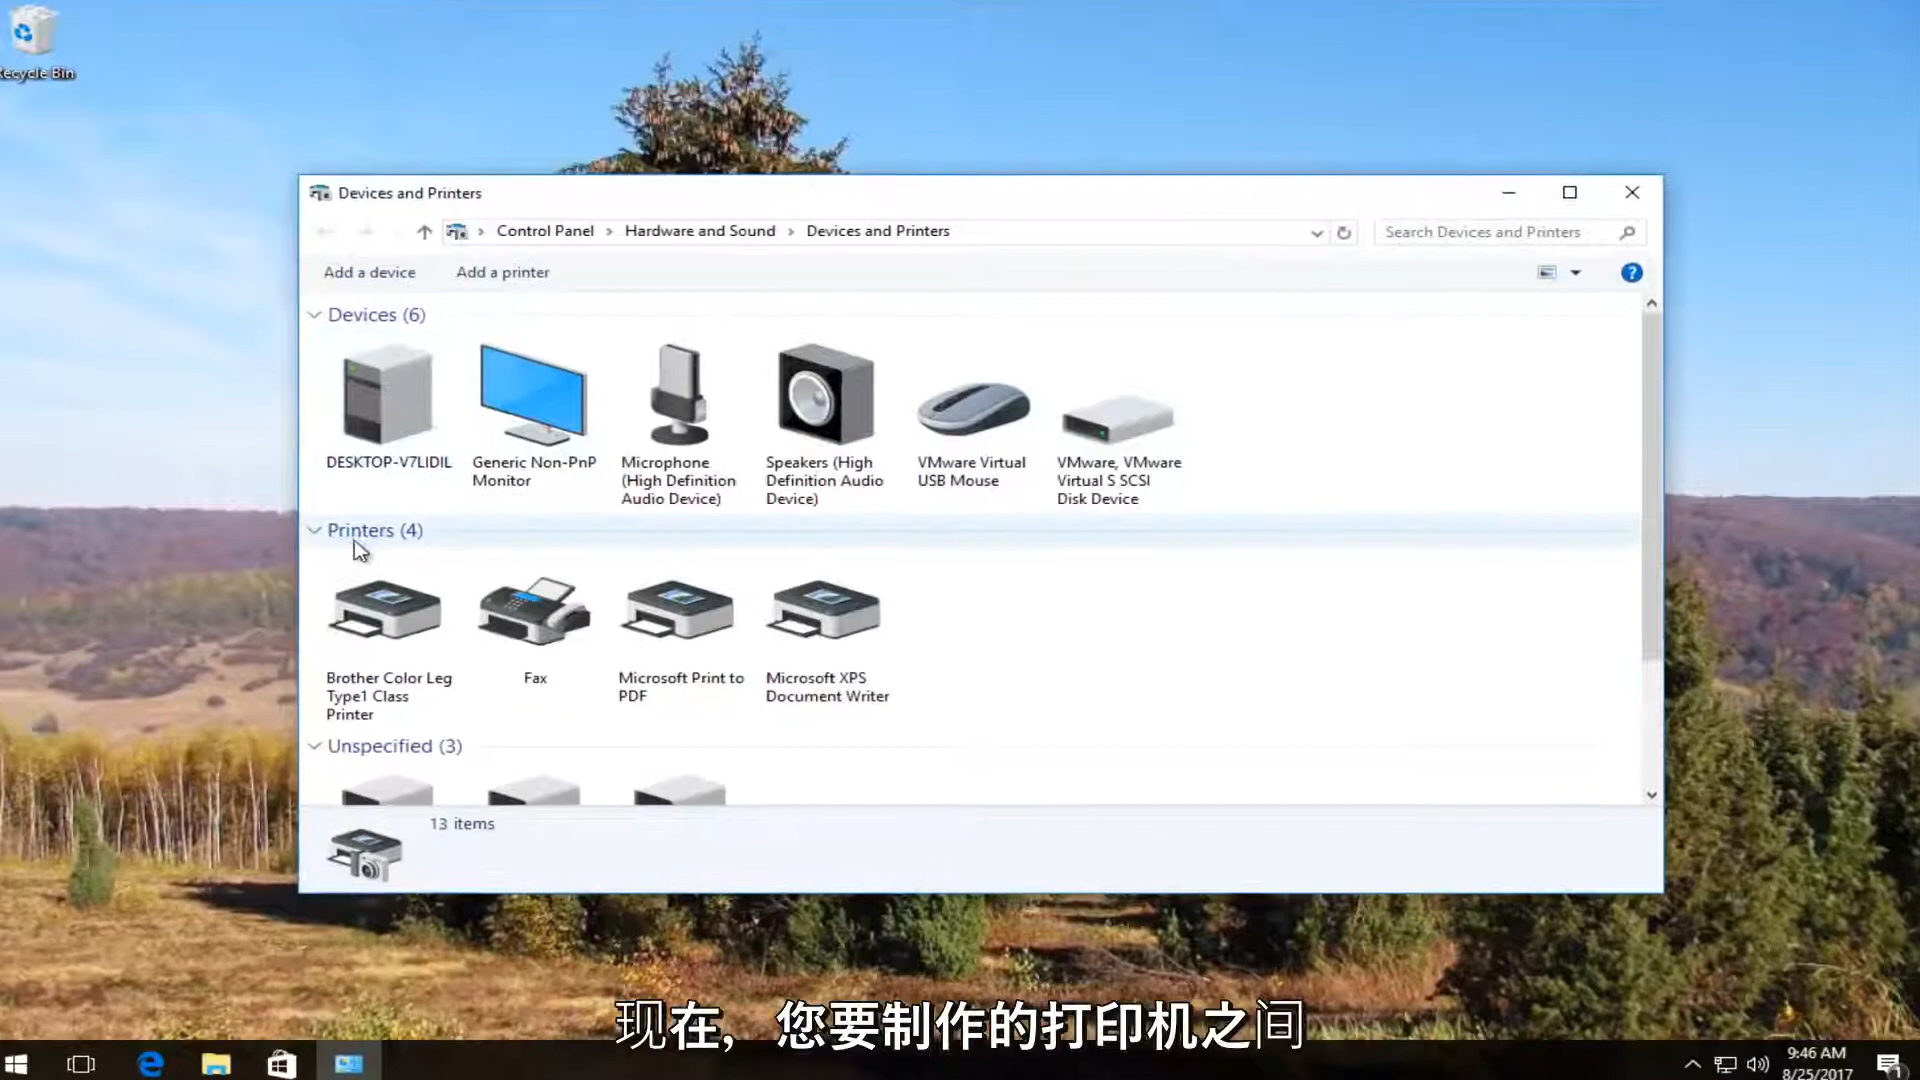 Recycle Bin
Devices and Printers
Control Panel > Hardware and Sound > Devices and Printers
Search Devices and Printers
Add a device
Add a printer
Devices (6)
DESKTOP-V7LIDIL
Generic Non-PnP
Monitor
Microphone
(High Definition
Audio Device)
Speakers (High
Definition Audio
Device)
VMware Virtual
USB Mouse
VMware, VMware
Virtual S SCSI
Disk Device
Printers (4)
Brother Color Leg
Type1 Class
Printer
Fax
Microsoft Print to
PDF
Microsoft XPS
Document Writer
Unspecified (3)
13 items
现在，您要制作的打印机之间
9:46 AM
8/25/2017
1